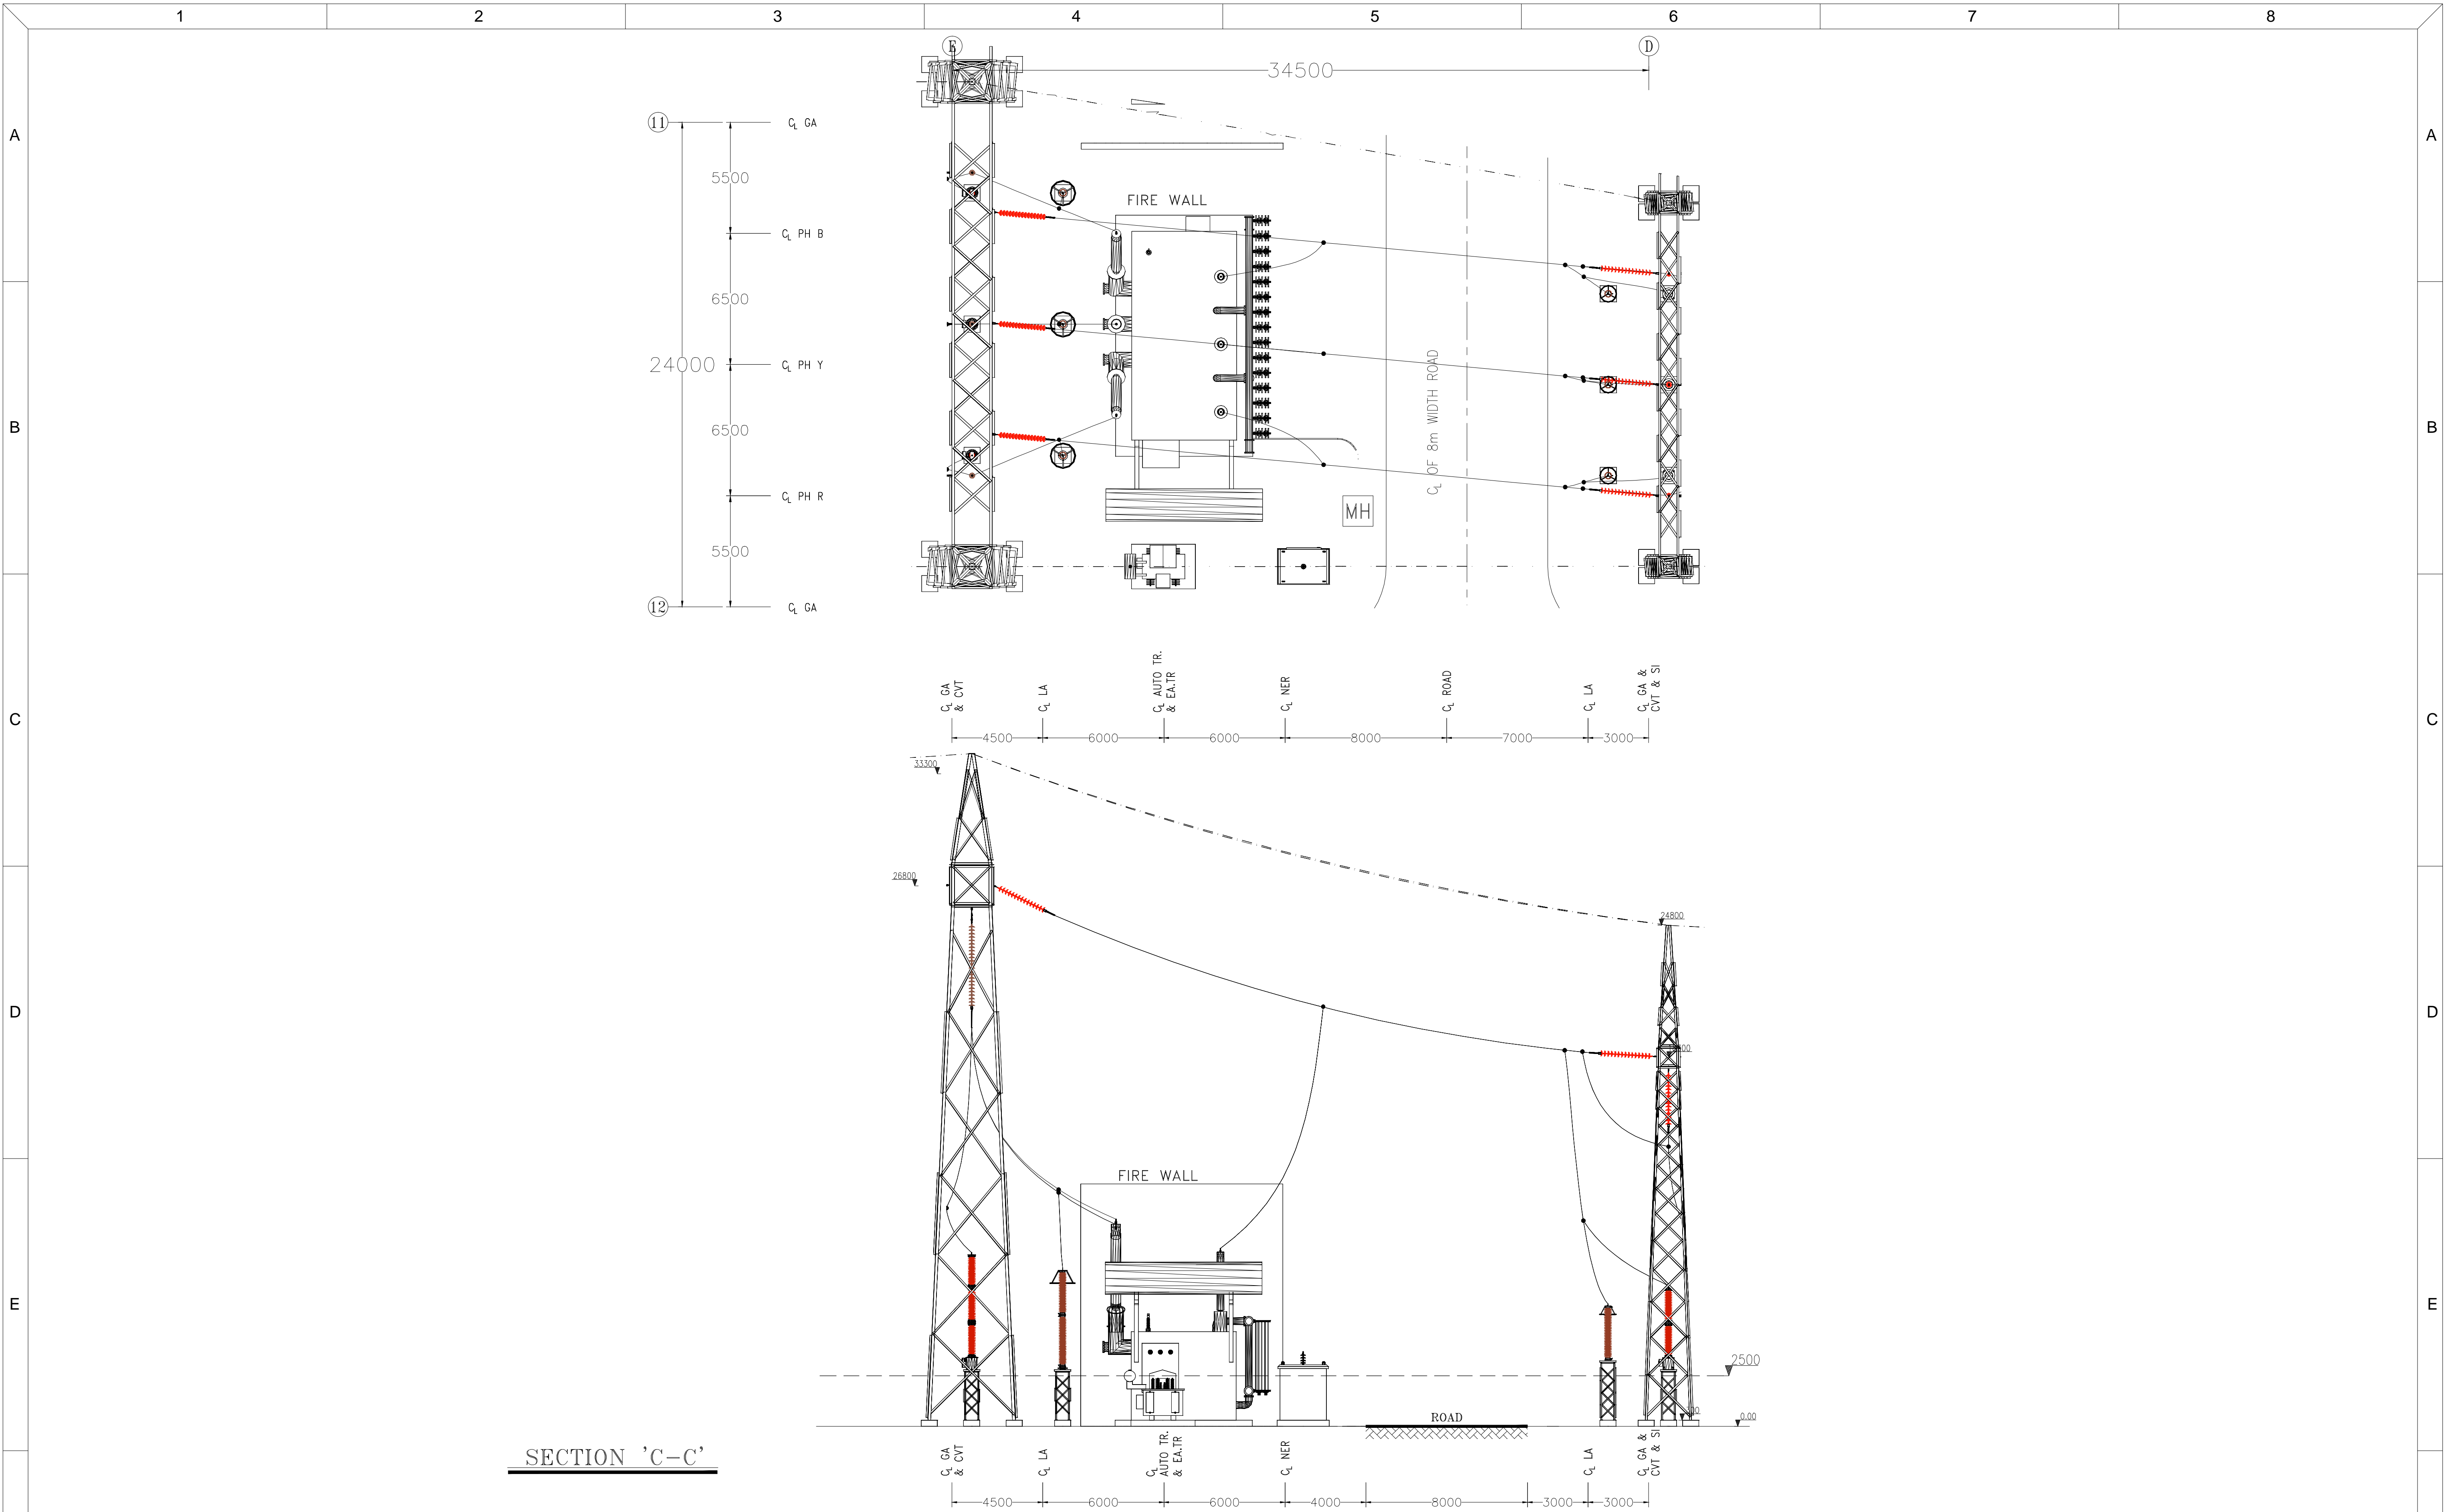 1 2 3 4 5 6 7 8
A A
B B
C C
D D
E E
E D
34500
11
12
24000
5500
6500
6500
5500
C L GA
C L PH B
C L PH Y
C L PH R
C L GA
FIRE WALL
C L OF 8m WIDTH ROAD
MH
C L GA
& CVT
C L LA
C L AUTO TR.
& EA.TR
C L NER
C L ROAD
C L LA
C L GA &
CVT & SI
4500 6000 6000 8000 7000 3000
33300
26800
24800
FIRE WALL
2500
ROAD
0.00
SECTION 'C-C'
C L GA
& CVT
C L LA
C L
AUTO TR.
& EA.TR
C L NER
C L LA
C L GA &
CVT & SI
4500 6000 6000 4000 8000 3000 3000